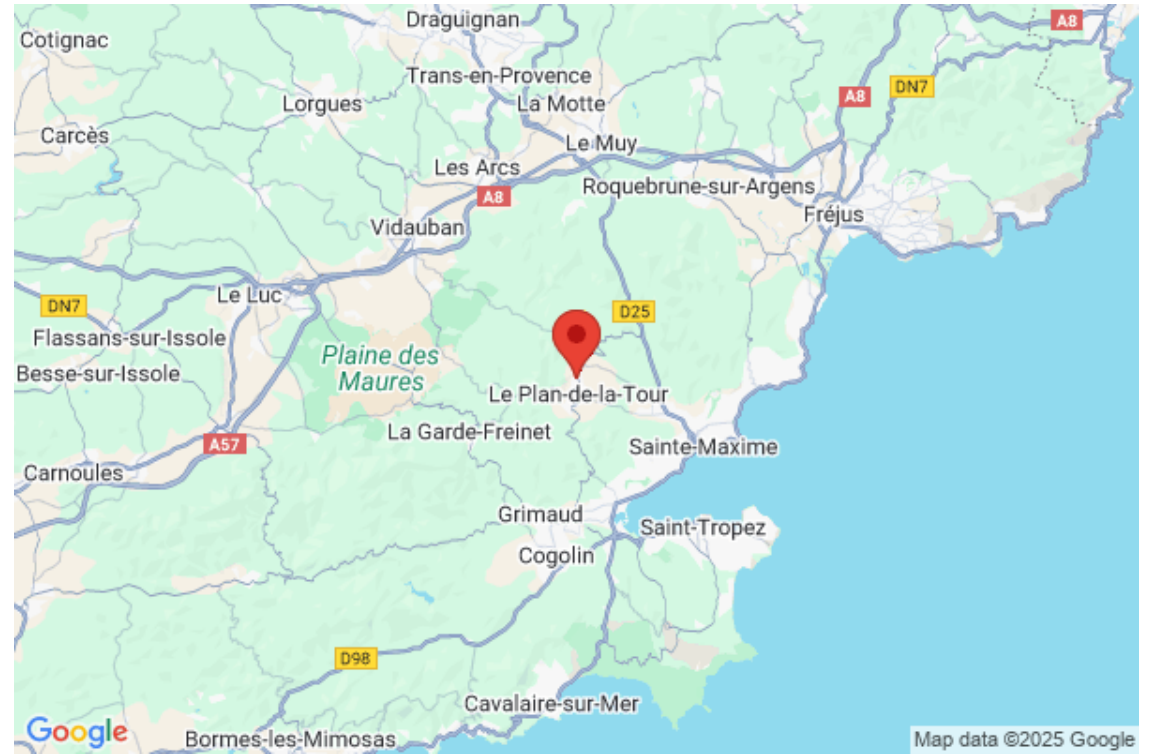 Draguignan
A8
Cotignac
Trans-en-Provence
DN7
A8
Lorgues
La Motte
Carcès
Le Muy
Les Arcs
Roquebrune-sur-Argens
A8
Fréjus
Vidauban
Le Luc
DN7
D25
Flassans-sur-Issole
Plaine des
Maures
Besse-sur-Issole
Le Plan-de-la-Tour
La Garde-Freinet
A57
Sainte-Maxime
Carnoules
Grimaud
Saint-Tropez
Cogolin
D98
Cavalaire-sur-Mer
Google
Bormes-les-Mimosas
Map data ©2025 Google